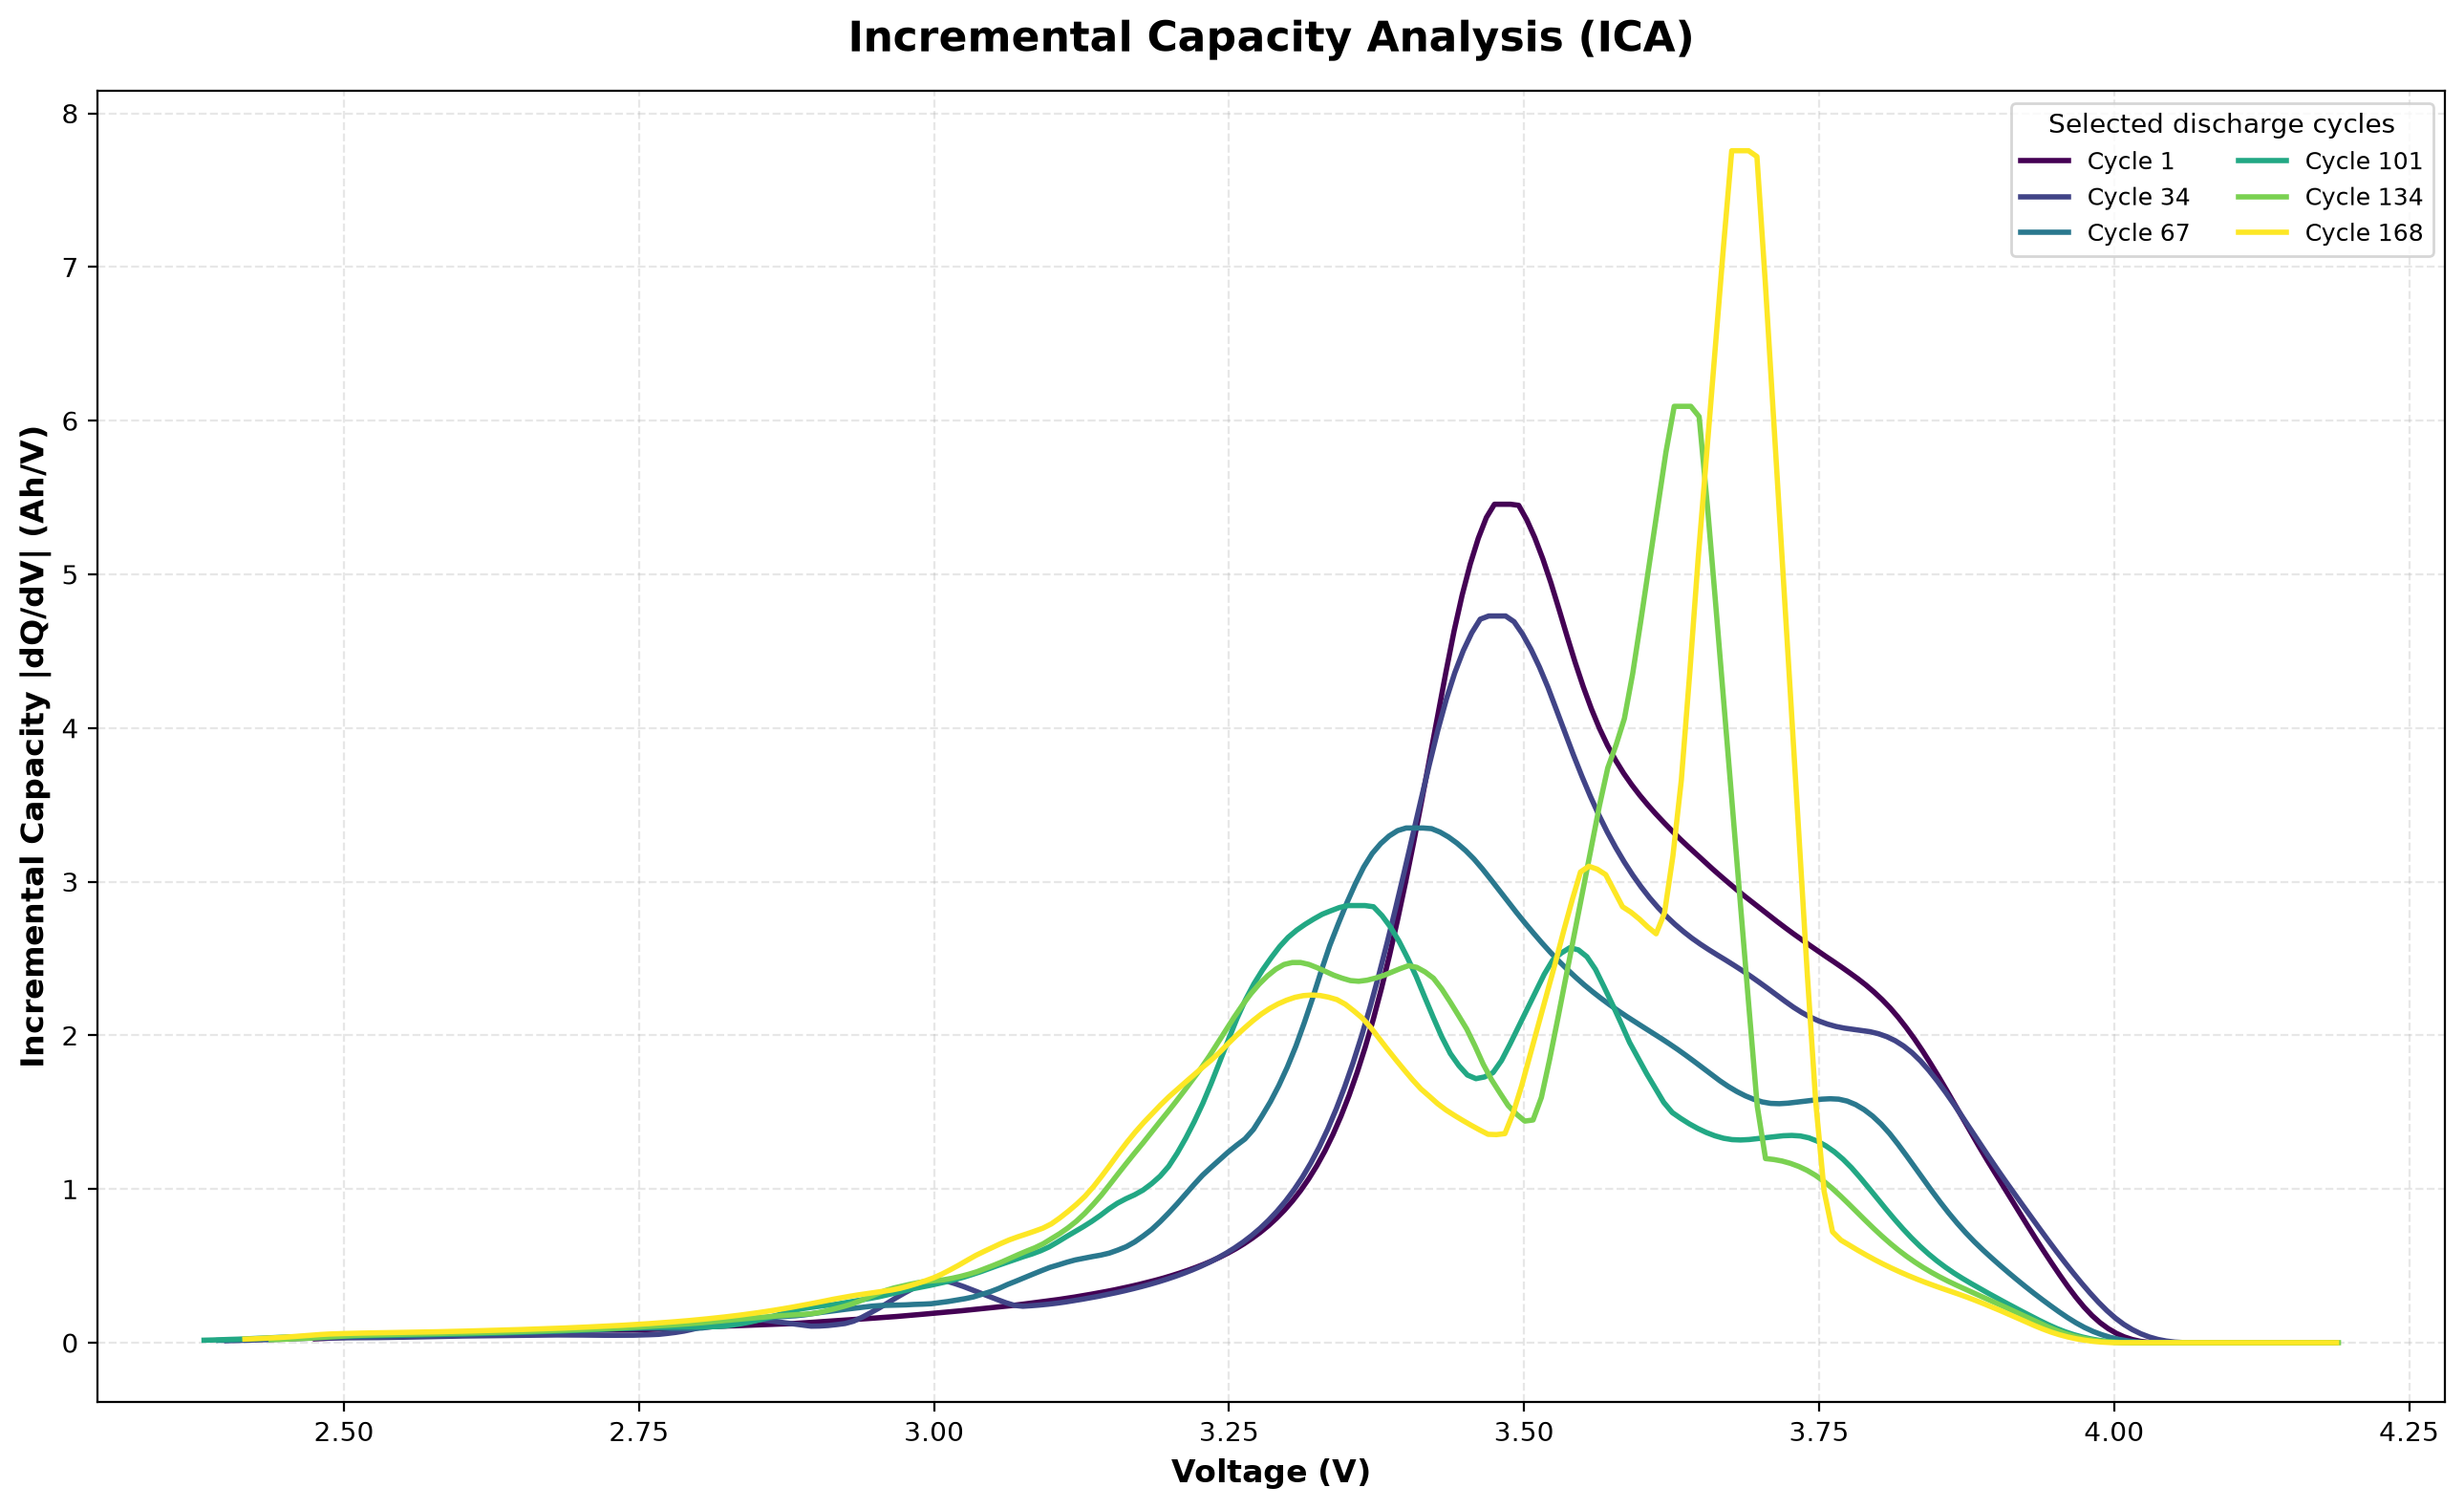 Incremental Capacity Analysis (ICA)
Incremental Capacity |dQ/dV| (Ah/V)
8
7
6
5
4
3
2
1
0
Selected discharge cycles
Cycle 1
Cycle 34
Cycle 67
Cycle 101
Cycle 134
Cycle 168
2.50 2.75 3.00 3.25 3.50 3.75 4.00 4.25
Voltage (V)